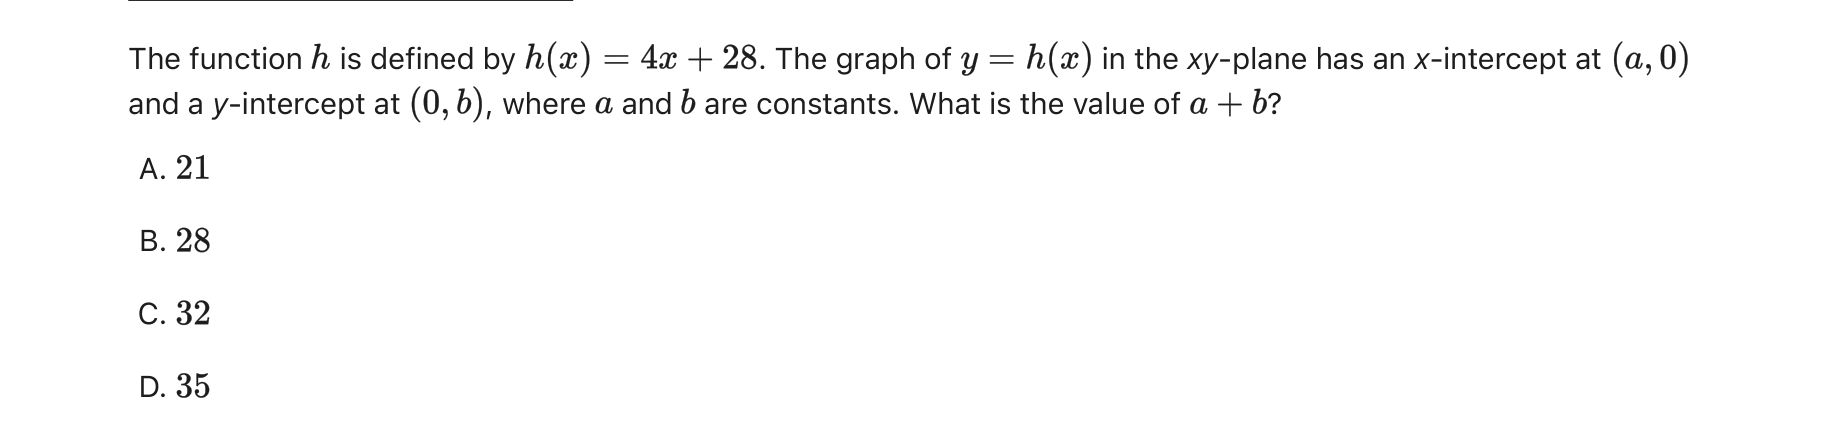 The function h is defined by h(x) = 4x + 28. The graph of y = h(x) in the xy-plane has an x-intercept at (a, 0)
and a y-intercept at (0, b), where a and b are constants. What is the value of a + b?
A. 21
B. 28
C. 32
D. 35